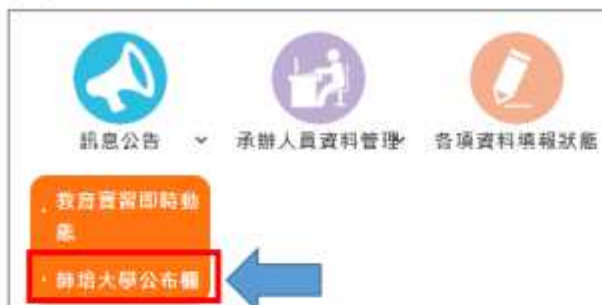 訊息公告
承辦人員資料管理
各項資料填報狀態
教育實習即時動
態
師培大學公布欄